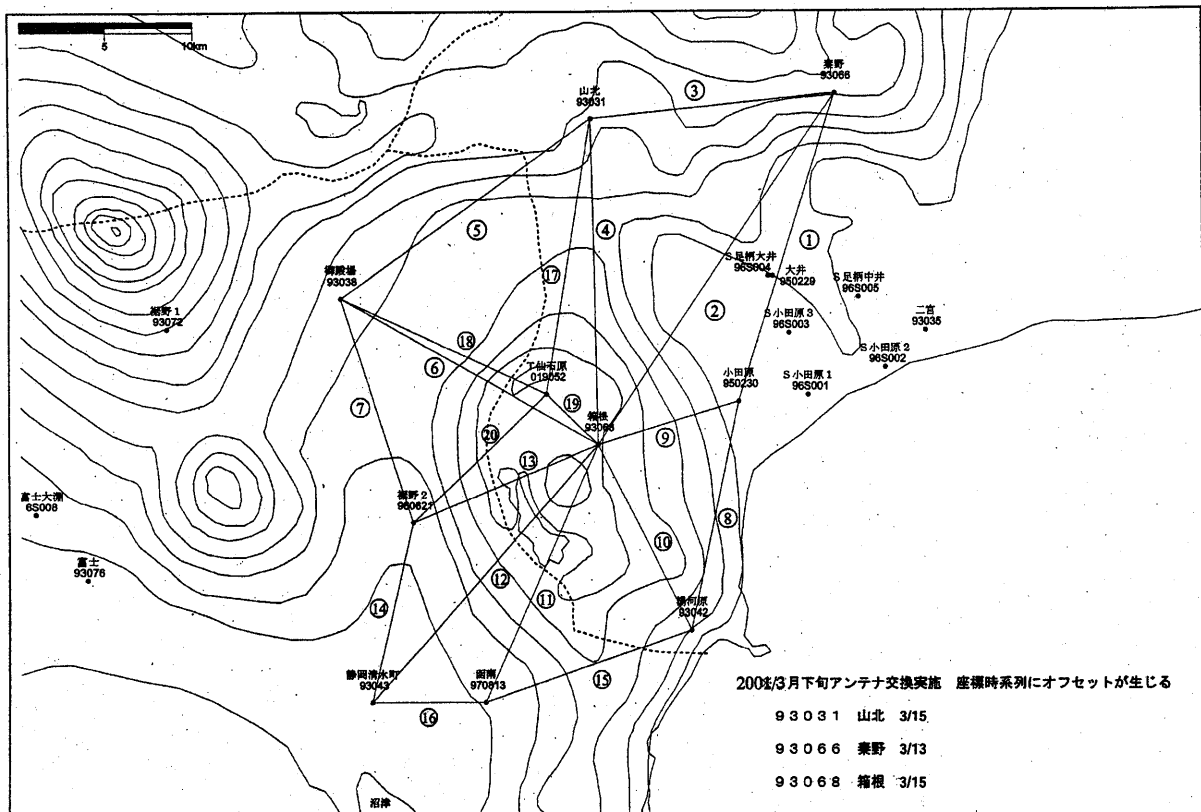 5
10km
秦野
93066
③
山北
93031
①
⑤
④
S足柄大井
96S004
大井
950229
S足柄中井
96S005
御殿場
93038
⑰
②
裾野1
93072
S小田原3
96S003
二宮
93035
⑱
⑥
S小田原2
96S002
T仙石原
019052
小田原
950230
S小田原1
96S001
⑦
⑲
箱根
93068
⑳
⑨
⑬
富士大淵
6S008
裾野2
960621
⑧
⑩
富士
93076
⑫
⑪
⑭
湯河原
93042
静岡清水町
93043
函南
970813
⑮
⑯
3月下旬アンテナ交換実施 座標時系列にオフセットが生じる
93031 山北 3/15
93066 秦野 3/13
93068 箱根 3/15
沼津